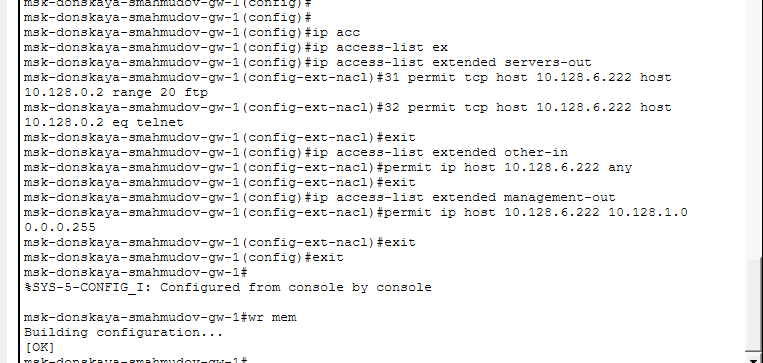 msk-donskaya-smahmudov-gw-1(config)#
msk-donskaya-smahmudov-gw-1(config)#
msk-donskaya-smahmudov-gw-1(config)#ip acc
msk-donskaya-smahmudov-gw-1(config)#ip access-list ex
msk-donskaya-smahmudov-gw-1(config)#ip access-list extended servers-out
msk-donskaya-smahmudov-gw-1(config-ext-nacl)#31 permit tcp host 10.128.6.222 host
10.128.0.2 range 20 ftp
msk-donskaya-smahmudov-gw-1(config-ext-nacl)#32 permit tcp host 10.128.6.222 host
10.128.0.2 eq telnet
msk-donskaya-smahmudov-gw-1(config-ext-nacl)#exit
msk-donskaya-smahmudov-gw-1(config)#ip access-list extended other-in
msk-donskaya-smahmudov-gw-1(config-ext-nacl)#permit ip host 10.128.6.222 any
msk-donskaya-smahmudov-gw-1(config-ext-nacl)#exit
msk-donskaya-smahmudov-gw-1(config)#ip access-list extended management-out
msk-donskaya-smahmudov-gw-1(config-ext-nacl)#permit ip host 10.128.6.222 10.128.1.0
0.0.0.255
msk-donskaya-smahmudov-gw-1(config-ext-nacl)#exit
msk-donskaya-smahmudov-gw-1(config)#exit
msk-donskaya-smahmudov-gw-1#
%SYS-5-CONFIG_I: Configured from console by console
msk-donskaya-smahmudov-gw-1#wr mem
Building configuration...
[OK]
msk-donskaya-smahmudov-gw-1#